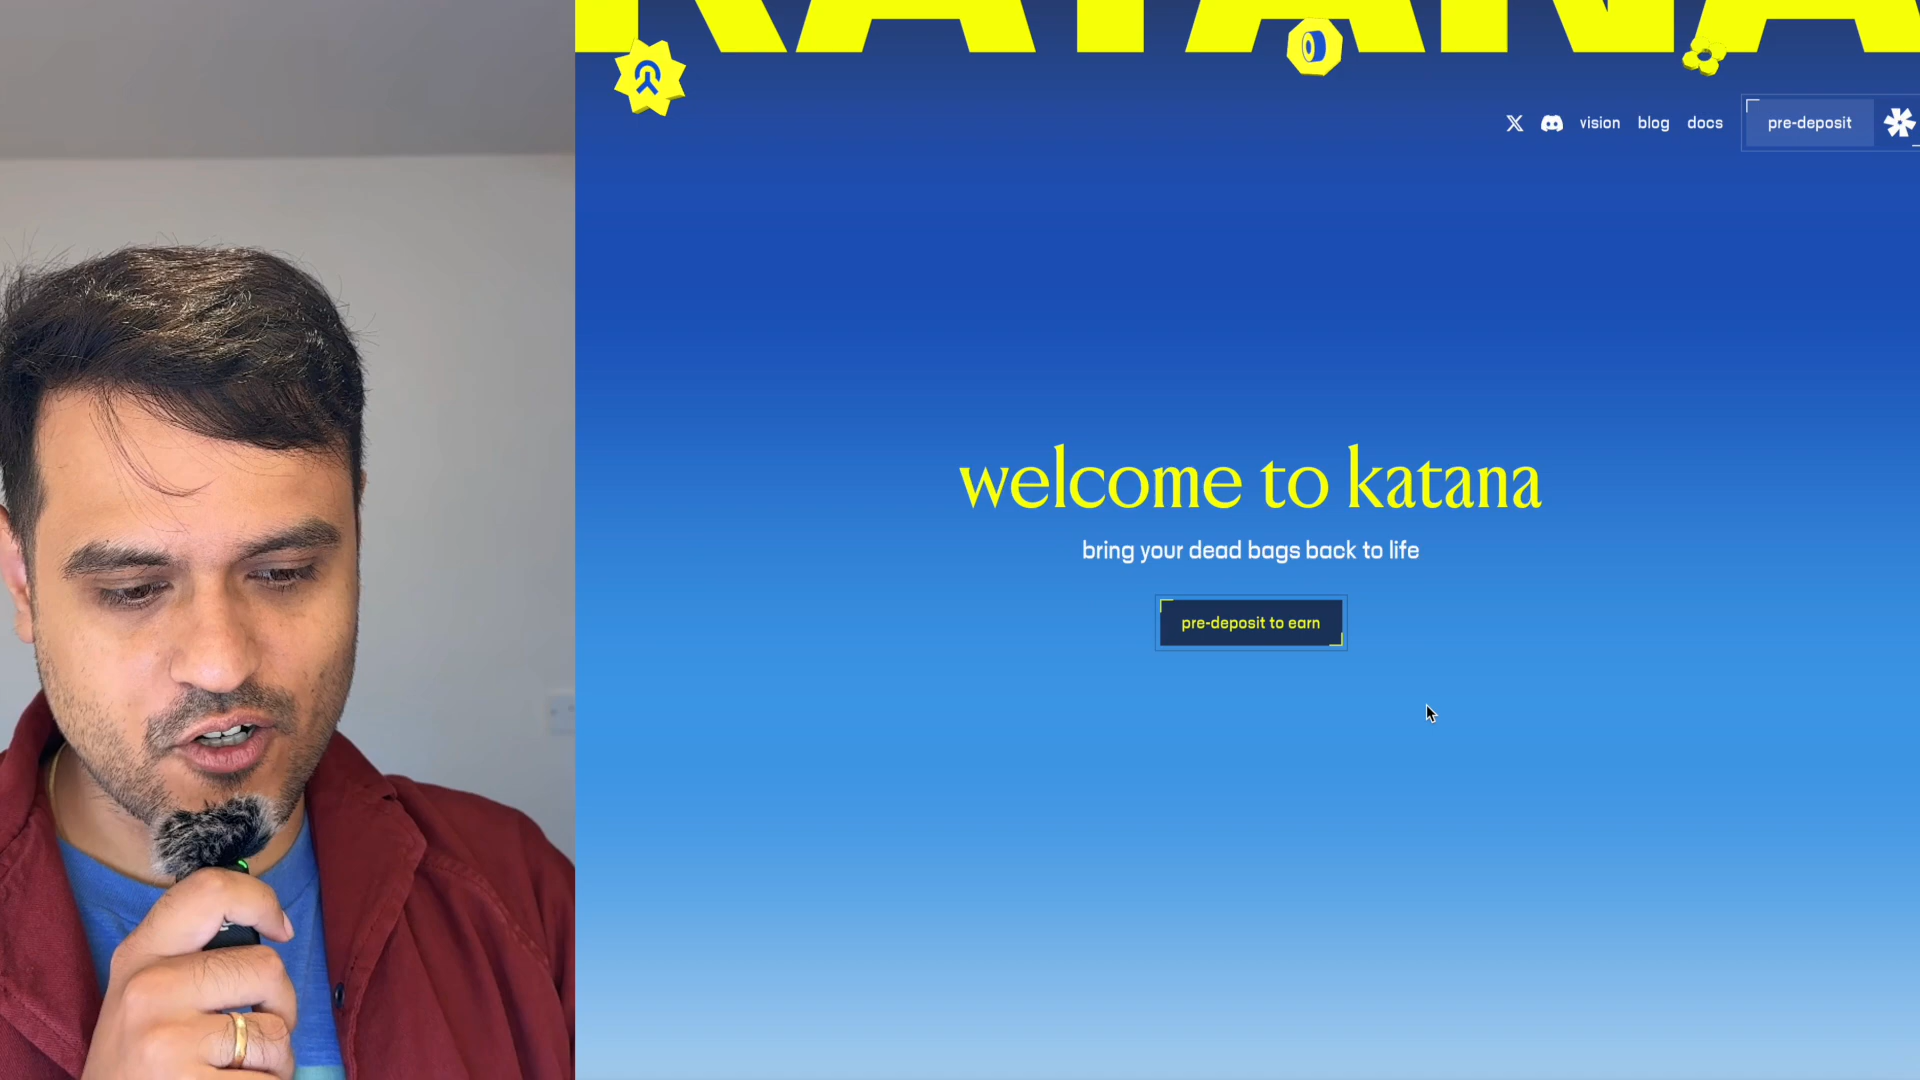 KATANA
vision blog docs pre-deposit
welcome to katana
bring your dead bags back to life
pre-deposit to earn